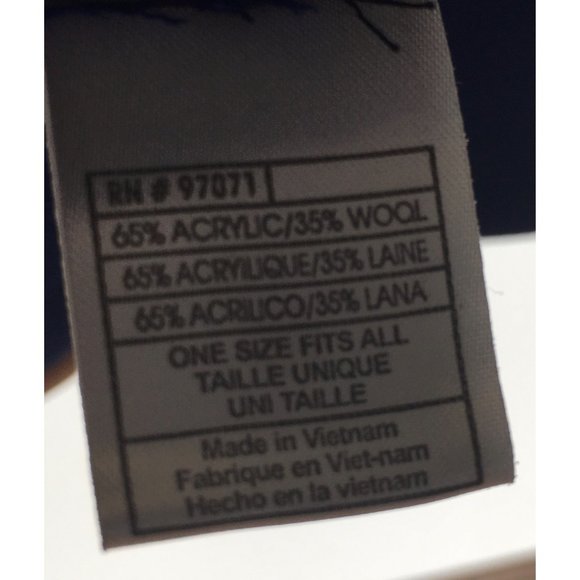 RN # 97071
65% ACRYLIC/35% WOOL
65% ACRYILIQUE/35% LAINE
65% ACRILICO/35% LANA
ONE SIZE FITS ALL
TAILLE UNIQUE
UNI TAILLE
Made in Vietnam
Fabrique en Viet-nam
Hecho en la vietnam